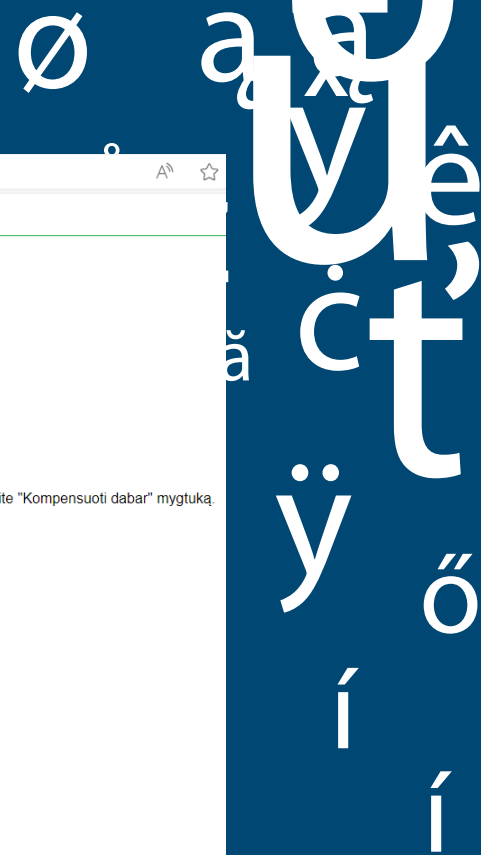 ø ą
ý
ê
ċ
ă
ÿ
ő
í
í
ite "Kompensuoti dabar" mygtuką.